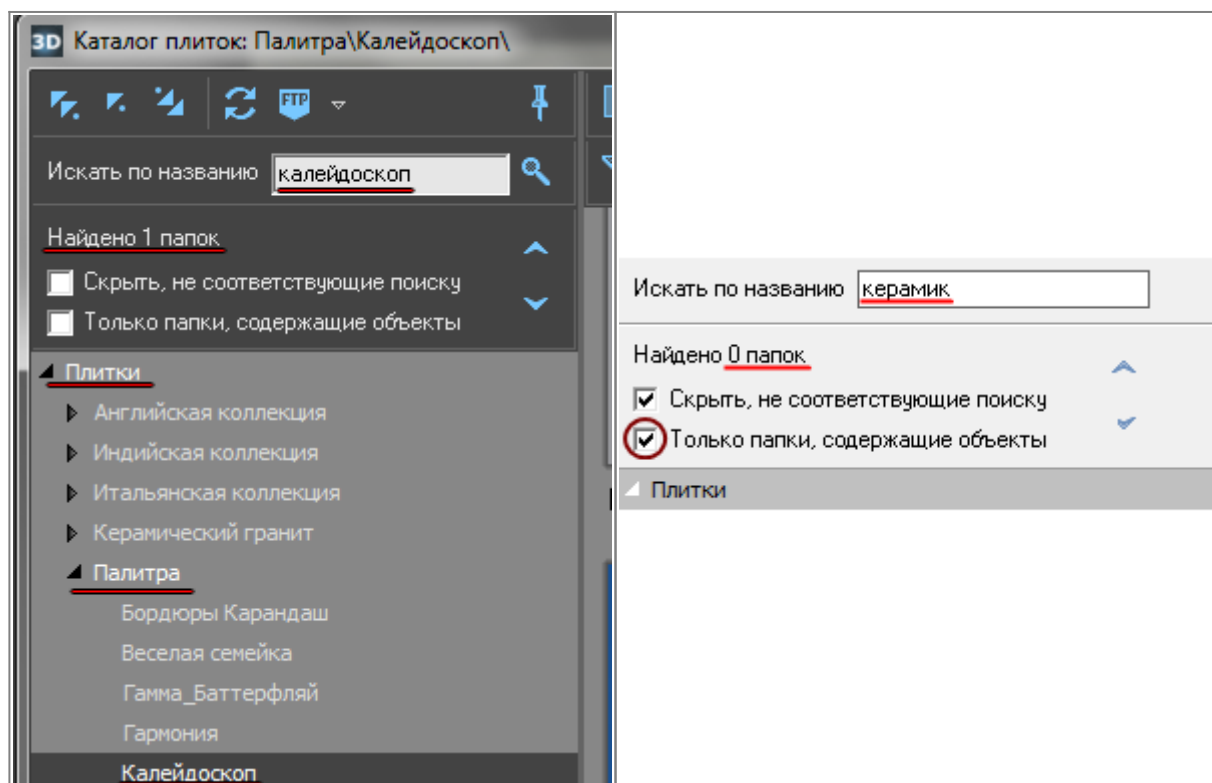 3D Каталог плиток: Палитра\Калейдоскоп\
FTP
Искать по названию калейдоскоп
Найдено 1 папок
Скрыть, не соответствующие поиску
Только папки, содержащие объекты
Плитки
Английская коллекция
Индийская коллекция
Итальянская коллекция
Керамический гранит
Палитра
Бордюры Карандаш
Веселая семейка
Гамма_Баттерфляй
Гармония
Калейдоскоп
Искать по названию керамик
Найдено 0 папок
Скрыть, не соответствующие поиску
Только папки, содержащие объекты
Плитки